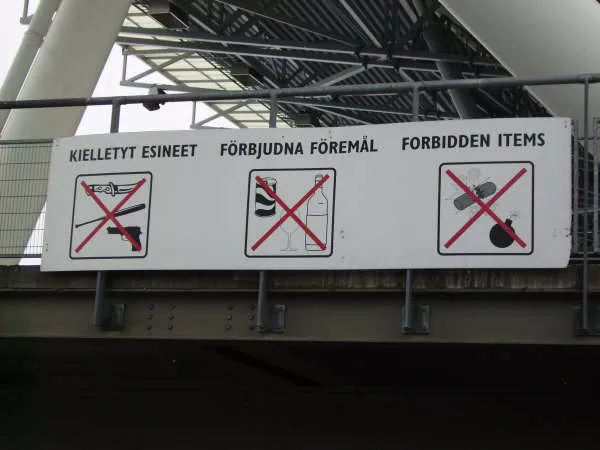 KIELLETYT ESINEET FÖRBJUDNA FÖREMÅL FORBIDDEN ITEMS